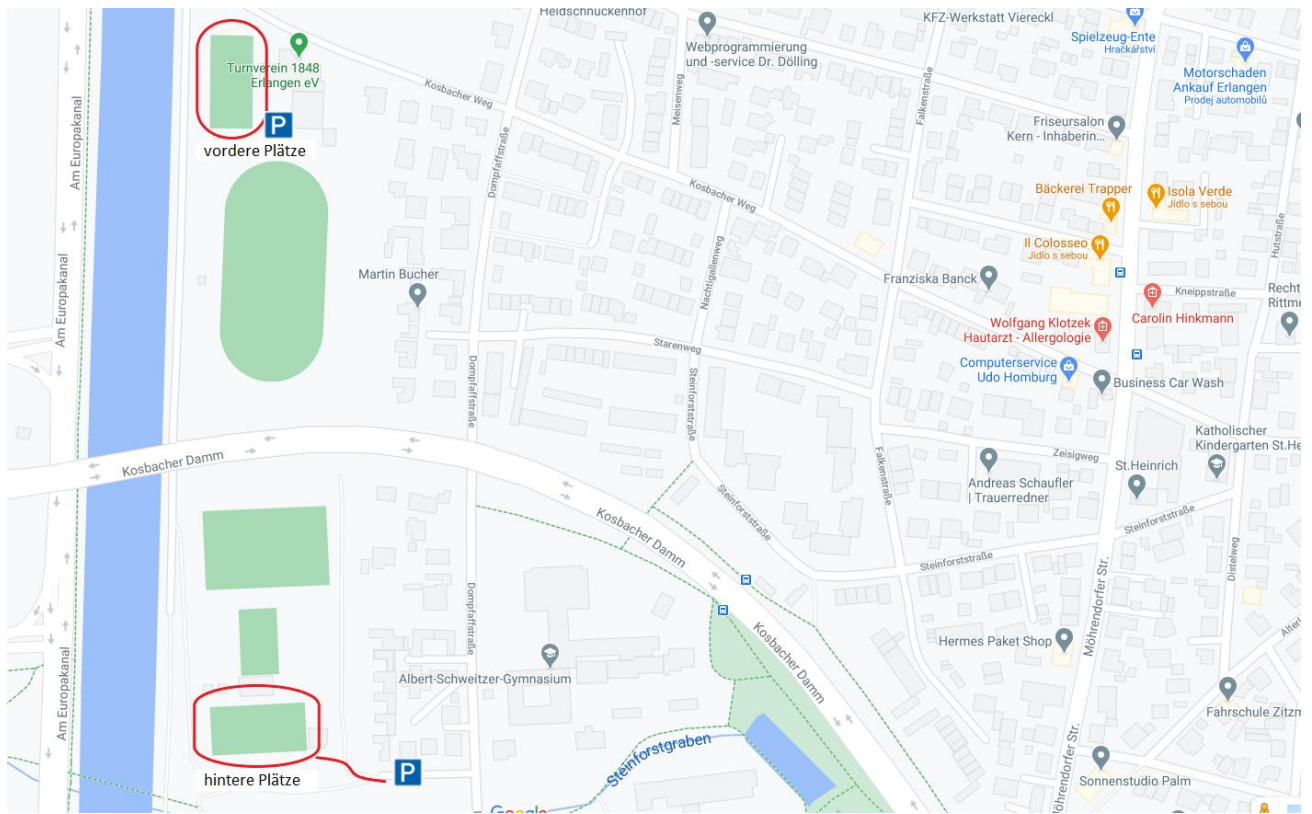 Heidschnuckenhof
KFZ-Werkstatt Viereckl
Spielzeug-Ente
Hračkářství
Webprogrammierung
und -service Dr. Dölling
Motorschaden
Ankauf Erlangen
Prodej automobilů
Turnverein 1848
Erlangen eV
Kosbacher Weg
Meisenweg
Falkenstraße
Friseursalon
Kern - Inhaberin...
P
vordere Plätze
Am Europakanal
Dompfaffstraße
Kosbacher Weg
Bäckerei Trapper
Isola Verde
Jídlo s sebou
Il Colosseo
Jídlo s sebou
Hutstraße
Nachtigallenweg
Martin Bucher
Franziska Banck
Kneippstraße
Recht
Rittme
Am Europakanal
Carolin Hinkmann
Wolfgang Klotzek
Hautarzt - Allergologie
Starenweg
Computerservice
Udo Homburg
Business Car Wash
Dompfaffstraße
Steinforststraße
Katholischer
Kindergarten St.He
Kosbacher Damm
Zeisigweg
Falkenstraße
St.Heinrich
Andreas Schaufler
| Trauerredner
Steinforststraße
Kosbacher Damm
Steinforststraße
Steinforststraße
Distelweg
Möhrendorfer Str.
Dompfaffstraße
Kosbacher Damm
Alterl
Hermes Paket Shop
Albert-Schweitzer-Gymnasium
Am Europakanal
Fahrschule Zitzm
Steinforstgraben
Möhrendorfer Str.
hintere Plätze
P
Sonnenstudio Palm
Google